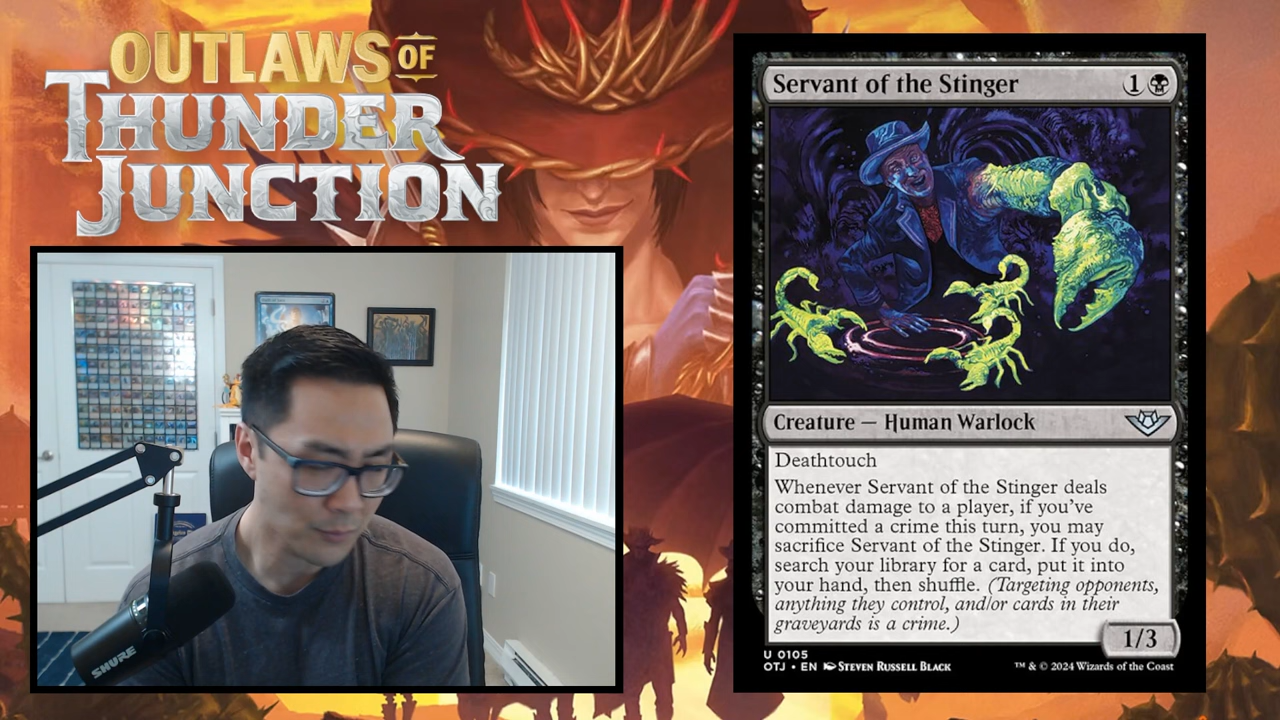 OUTLAWS OF
THUNDER
JUNCTION
SHURE
Servant of the Stinger 1
Creature — Human Warlock
Deathtouch
Whenever Servant of the Stinger deals
combat damage to a player, if you've
committed a crime this turn, you may
sacrifice Servant of the Stinger. If you do,
search your library for a card, put it into
your hand, then shuffle. (Targeting opponents,
anything they control, and/or cards in their
graveyards is a crime.)
1/3
U 0105
OTJ • EN STEVEN RUSSELL BLACK ™ & © 2024 Wizards of the Coast